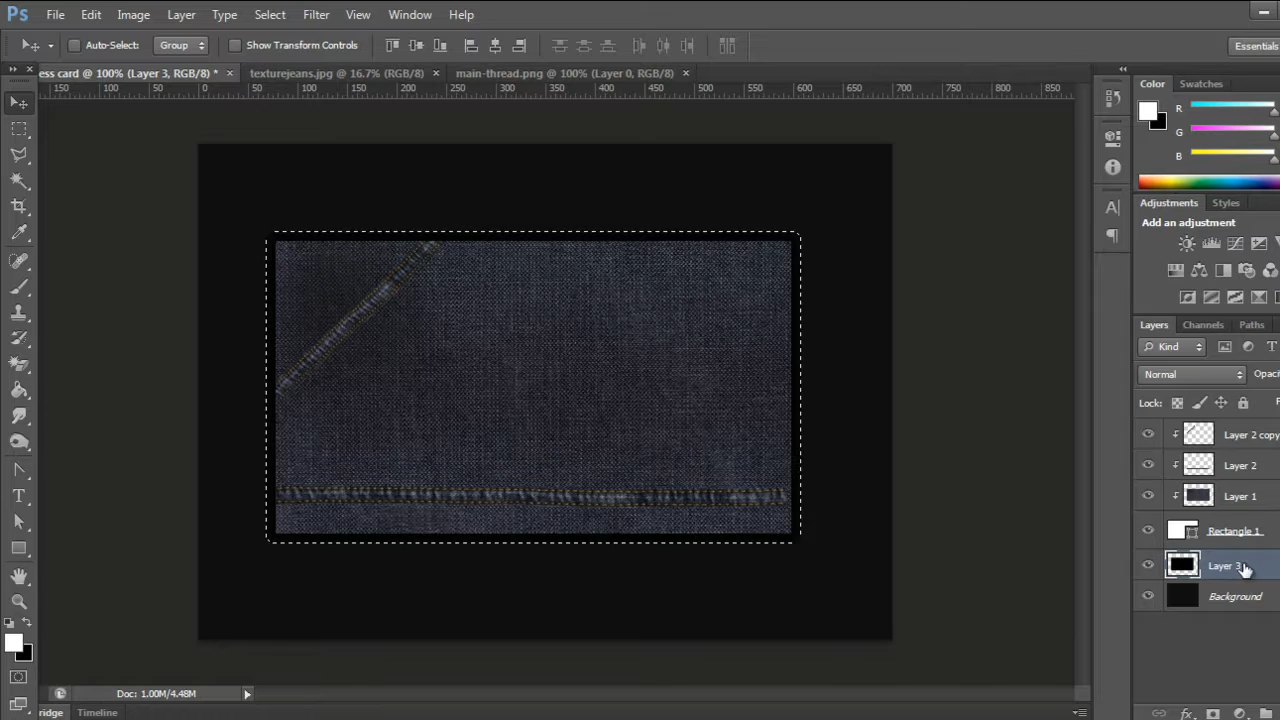 Ps File Edit Image Layer Type Select Filter View Window Help
Auto-Select: Group Show Transform Controls Essentials
ess card @ 100% (Layer 3, RGB/8) * × texturejeans.jpg @ 16.7% (RGB/8) × main-thread.png @ 100% (Layer 0, RGB/8) ×
150 100 50 0 50 100 150 200 250 300 350 400 450 500 550 600 650 700 750 800 850
Color Swatches
R
G
B
Adjustments Styles
Add an adjustment
Layers Channels Paths
Kind T
Normal Opaci
Lock: F
Layer 2 copy
Layer 2
Layer 1
Rectangle 1
Layer 3
Background
Doc: 1.00M/4.48M
ridge Timeline